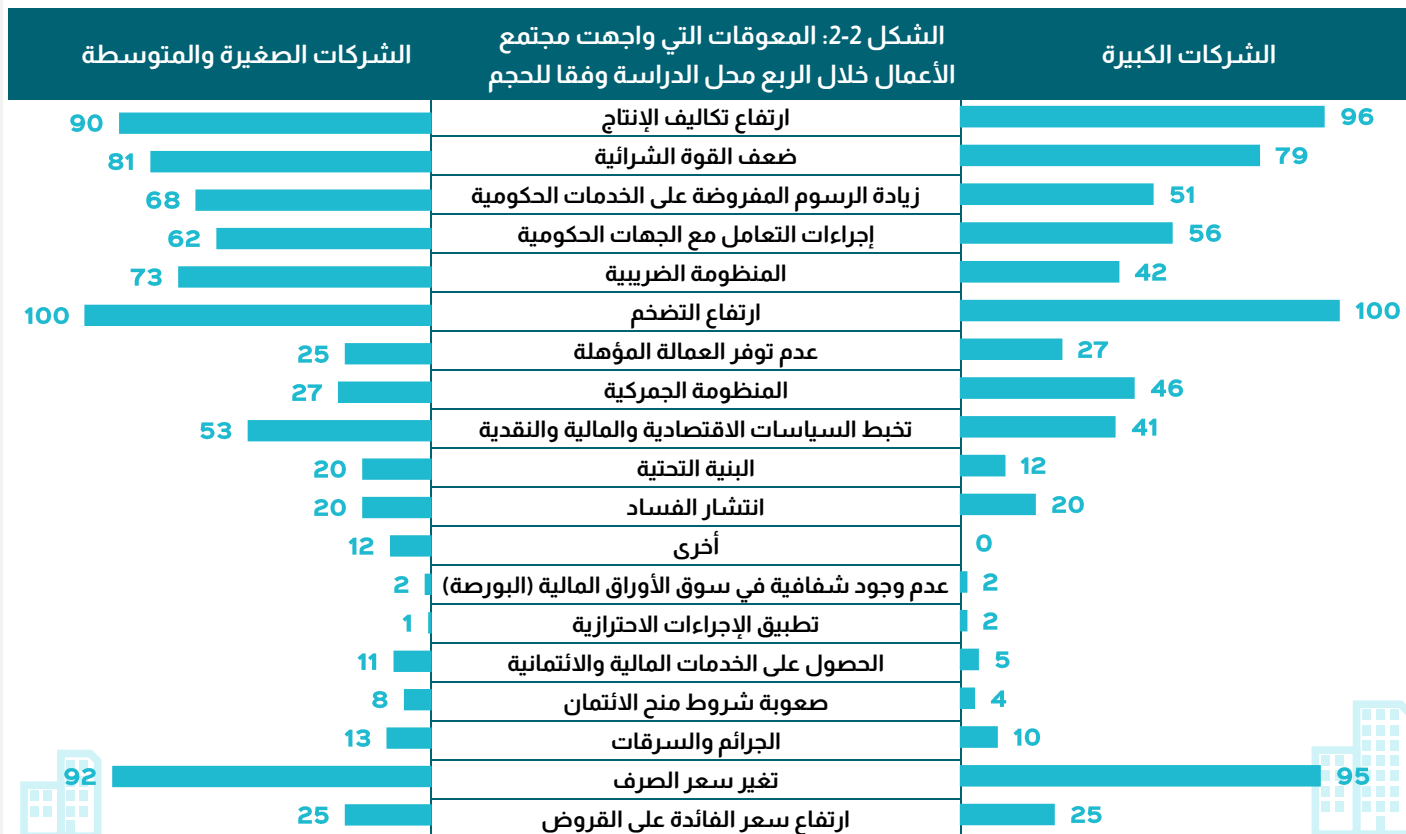 الشركات الكبيرة
الشكل 2-2: المعوقات التي واجهت مجتمع
الأعمال خلال الربع محل الدراسة وفقا للحجم
الشركات الصغيرة والمتوسطة
96 ارتفاع تكاليف الإنتاج 90
79 ضعف القوة الشرائية 81
51 زيادة الرسوم المفروضة على الخدمات الحكومية 68
56 إجراءات التعامل مع الجهات الحكومية 62
42 المنظومة الضريبية 73
100 ارتفاع التضخم 100
27 عدم توفر العمالة المؤهلة 25
46 المنظومة الجمركية 27
41 تخبط السياسات الاقتصادية والمالية والنقدية 53
12 البنية التحتية 20
20 انتشار الفساد 20
0 أخرى 12
2 عدم وجود شفافية في سوق الأوراق المالية (البورصة) 2
2 تطبيق الإجراءات الاحترازية 1
5 الحصول على الخدمات المالية والائتمانية 11
4 صعوبة شروط منح الائتمان 8
10 الجرائم والسرقات 13
95 تغير سعر الصرف 92
25 ارتفاع سعر الفائدة على القروض 25